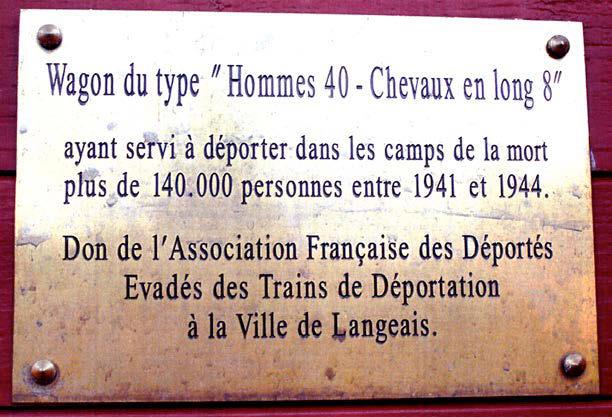 Wagon du type " Hommes 40 - Chevaux en long 8"
ayant servi à déporter dans les camps de la mort
plus de 140.000 personnes entre 1941 et 1944.
Don de l'Association Française des Déportés
Evadés des Trains de Déportation
à la Ville de Langeais.